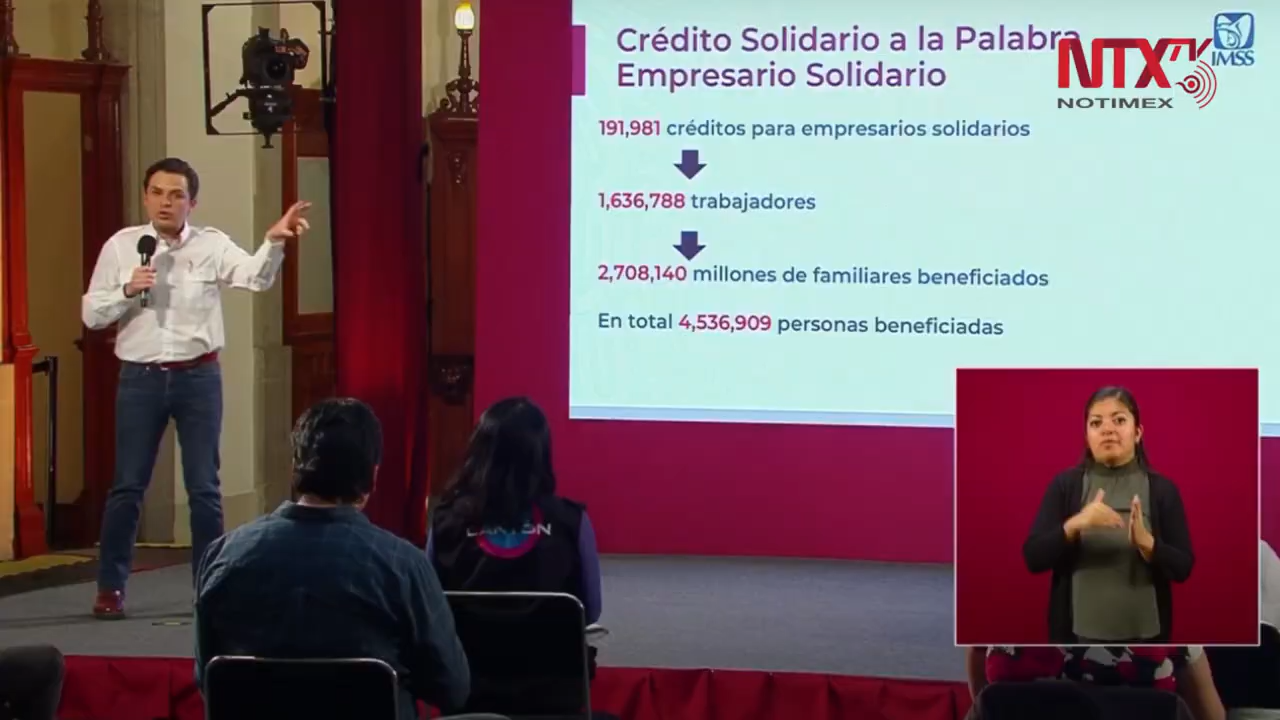 Crédito Solidario a la Palabra
Empresario Solidario
NTX TV
NOTIMEX
IMSS
191,981 créditos para empresarios solidarios
1,636,788 trabajadores
2,708,140 millones de familiares beneficiados
En total 4,536,909 personas beneficiadas